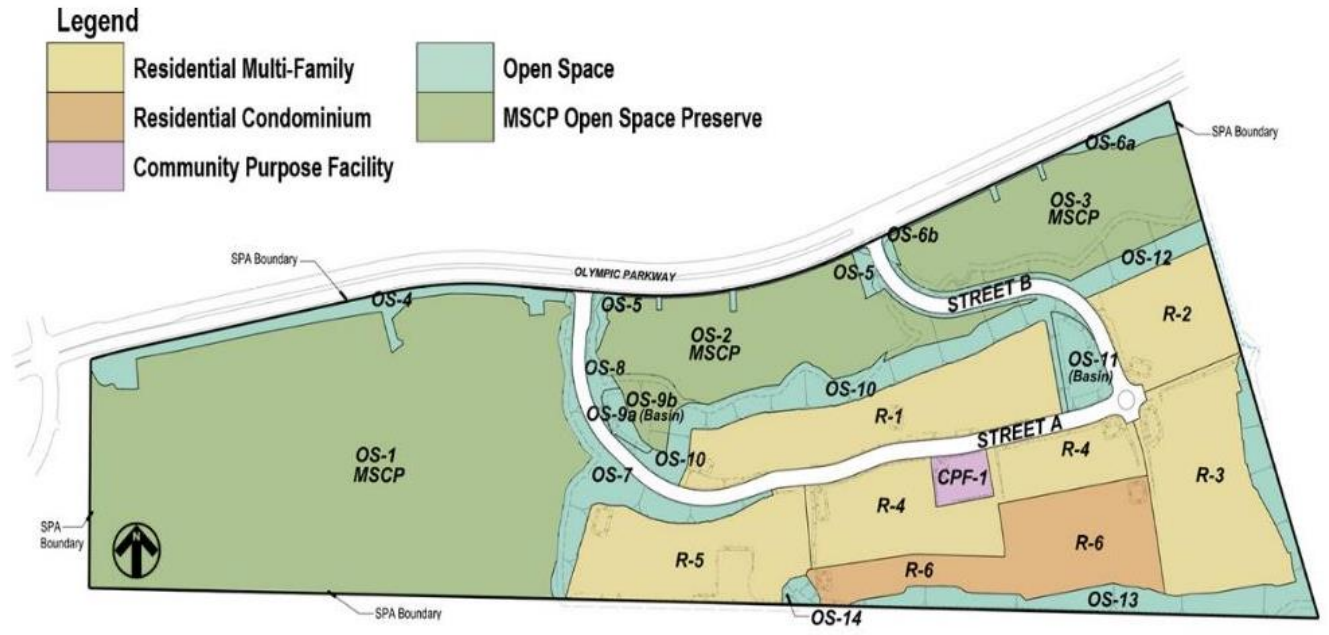 Legend
Residential Multi-Family
Residential Condominium
Community Purpose Facility
Open Space
MSCP Open Space Preserve
SPA Boundary
OS-6a
OS-3
MSCP
OS-6b
SPA Boundary
OLYMPIC PARKWAY
OS-5
OS-12
OS-4
OS-5
STREET B
R-2
OS-2
MSCP
OS-8
OS-11
(Basin)
OS-10
OS-9b
OS-9a (Basin)
R-1
STREET A
OS-1
MSCP
OS-10
R-4
OS-7
CPF-1
R-3
R-4
SPA
Boundary
N
R-5
R-6
R-6
OS-13
SPA Boundary
OS-14